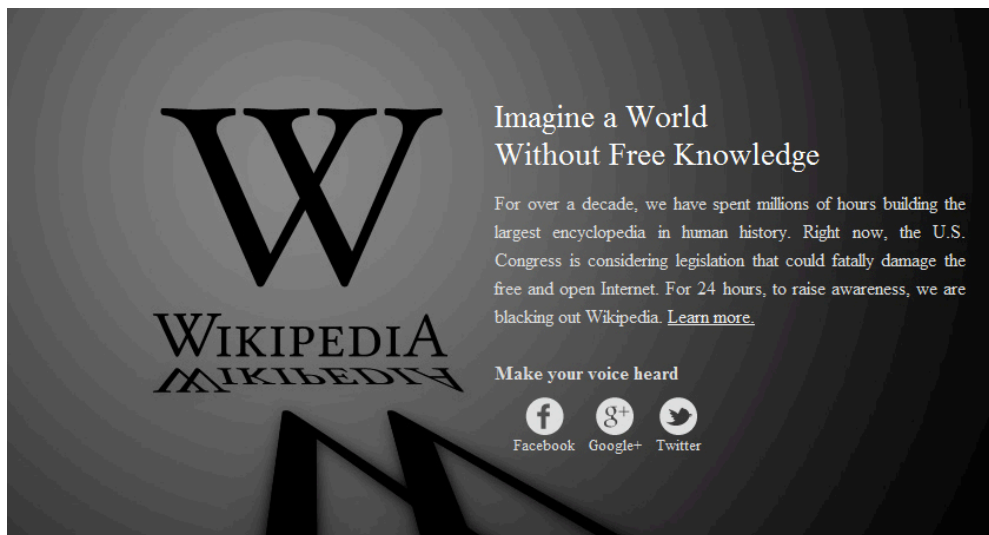 W
WIKIPEDIA
Imagine a World
Without Free Knowledge
For over a decade, we have spent millions of hours building the
largest encyclopedia in human history. Right now, the U.S.
Congress is considering legislation that could fatally damage the
free and open Internet. For 24 hours, to raise awareness, we are
blacking out Wikipedia. Learn more.
Make your voice heard
f g+
Facebook Google+ Twitter